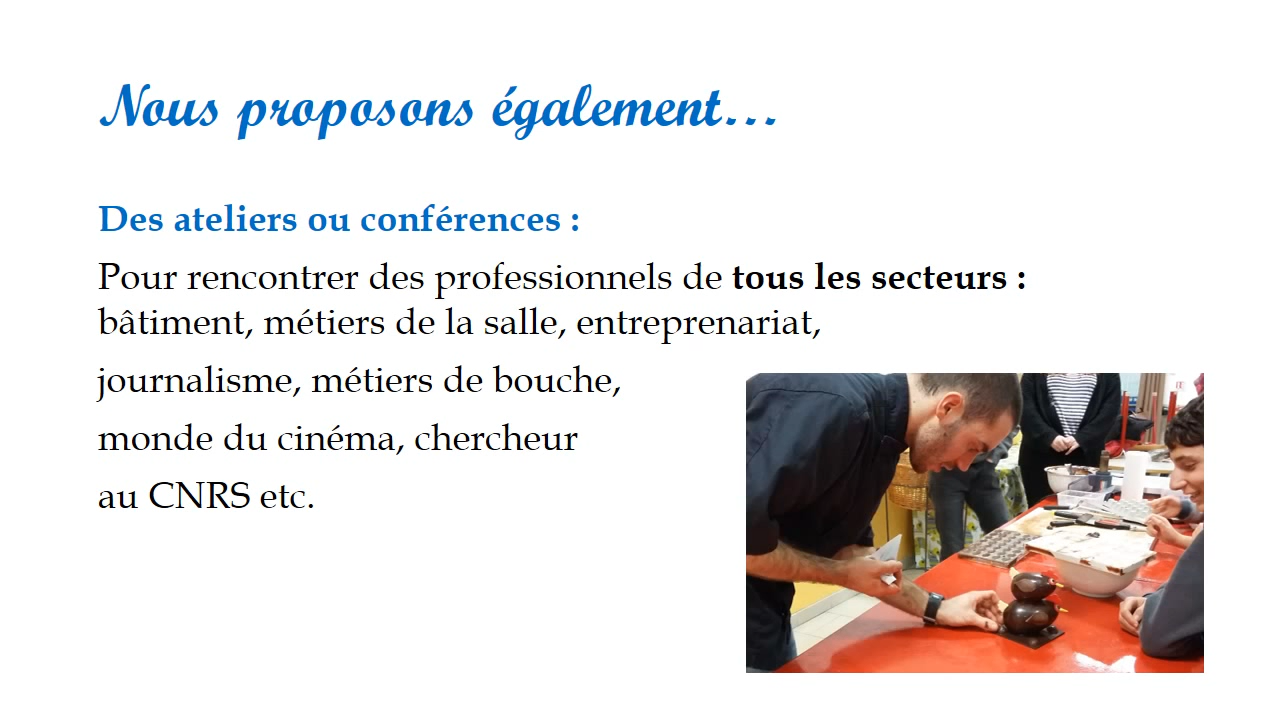 Nous proposons également…
Des ateliers ou conférences :
Pour rencontrer des professionnels de tous les secteurs :
bâtiment, métiers de la salle, entreprenariat,
journalisme, métiers de bouche,
monde du cinéma, chercheur
au CNRS etc.